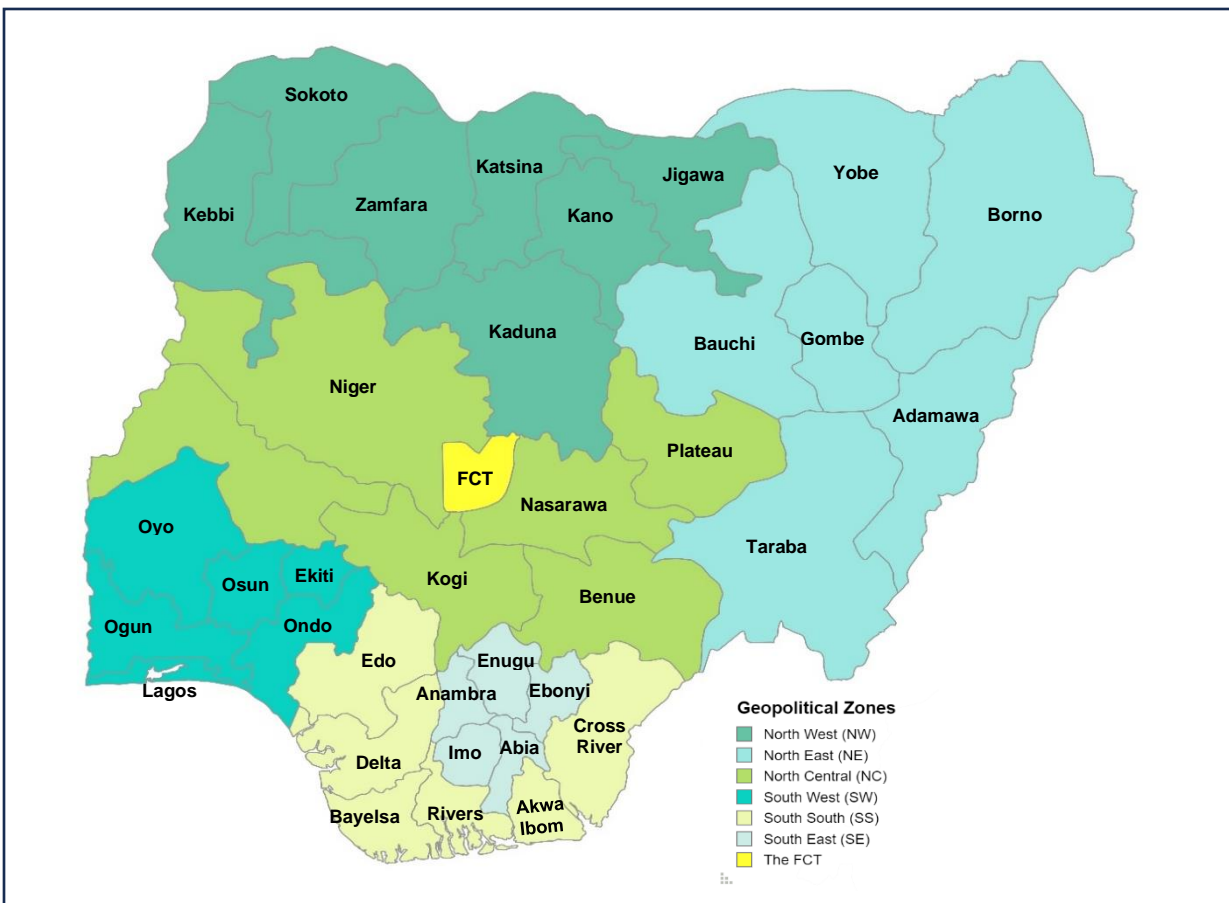 Sokoto
Katsina
Jigawa
Yobe
Kebbi
Zamfara
Kano
Borno
Kaduna
Bauchi
Gombe
Niger
Adamawa
Plateau
FCT
Nasarawa
Oyo
Taraba
Osun
Ekiti
Kogi
Benue
Ogun
Ondo
Edo
Enugu
Lagos
Anambra
Ebonyi
Cross
River
Imo
Abia
Delta
Bayelsa
Rivers
Akwa
Ibom
Geopolitical Zones
North West (NW)
North East (NE)
North Central (NC)
South West (SW)
South South (SS)
South East (SE)
The FCT